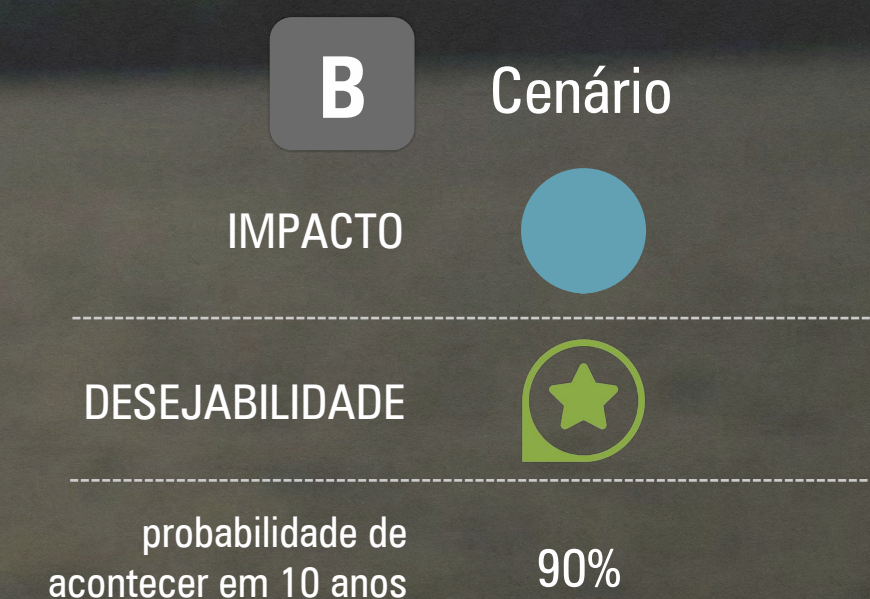 B Cenário
IMPACTO
DESEJABILIDADE
probabilidade de
acontecer em 10 anos
90%